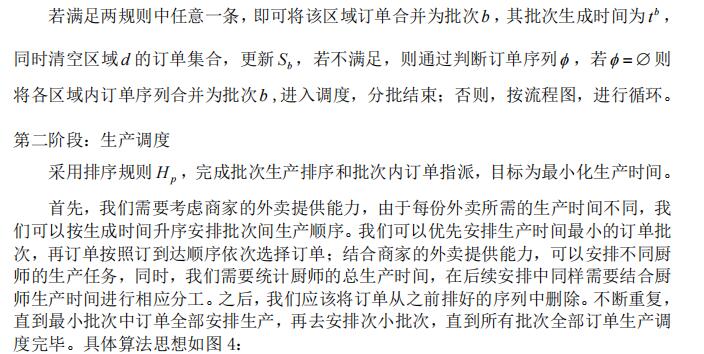 若满足两规则中任意一条，即可将该区域订单合并为批次b，其批次生成时间为t^b，
同时清空区域d的订单集合，更新S_b，若不满足，则通过判断订单序列ϕ，若ϕ=∅则
将各区域内订单序列合并为批次b,进入调度，分批结束；否则，按流程图，进行循环。
第二阶段：生产调度
采用排序规则H_p，完成批次生产排序和批次内订单指派，目标为最小化生产时间。
首先，我们需要考虑商家的外卖提供能力，由于每份外卖所需的生产时间不同，我
们可以按生成时间升序安排批次间生产顺序。我们可以优先安排生产时间最小的订单批
次，再订单按照订到达顺序依次选择订单；结合商家的外卖提供能力，可以安排不同厨
师的生产任务，同时，我们需要统计厨师的总生产时间，在后续安排中同样需要结合厨
师生产时间进行相应分工。之后，我们应该将订单从之前排好的序列中删除。不断重复，
直到最小批次中订单全部安排生产，再去安排次小批次，直到所有批次全部订单生产调
度完毕。具体算法思想如图 4：